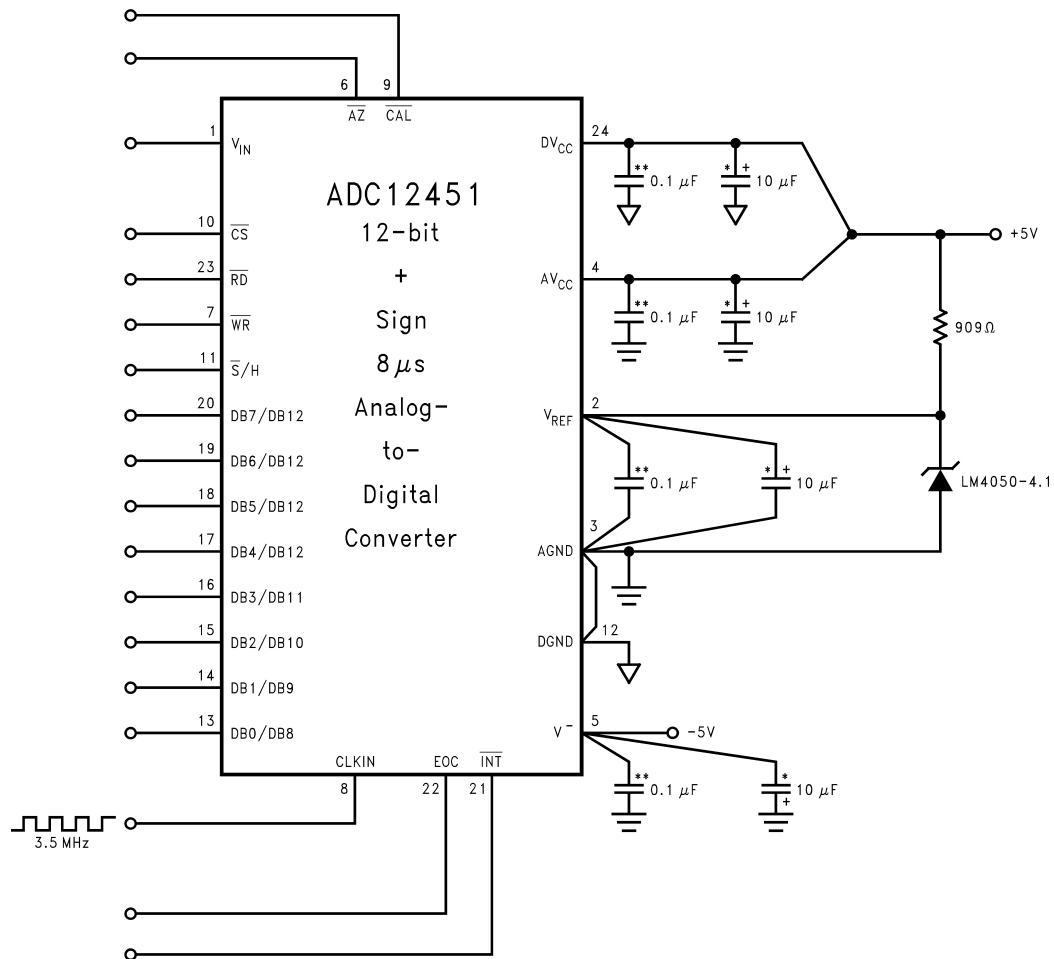 6 9
AZ CAL
1 VIN
DVCC 24
** 0.1 μF
* + 10 μF
ADC12451
12-bit
+
Sign
8 μs
Analog-
to-
Digital
Converter
10 CS
23 RD
7 WR
11 S/H
20 DB7/DB12
19 DB6/DB12
18 DB5/DB12
17 DB4/DB12
16 DB3/DB11
15 DB2/DB10
14 DB1/DB9
13 DB0/DB8
+5V
AVCC 4
** 0.1 μF
* + 10 μF
909Ω
VREF 2
** 0.1 μF
* + 10 μF
LM4050-4.1
AGND 3
DGND 12
V- 5
-5V
** 0.1 μF
* 10 μF +
CLKIN EOC INT
8 22 21
3.5 MHz